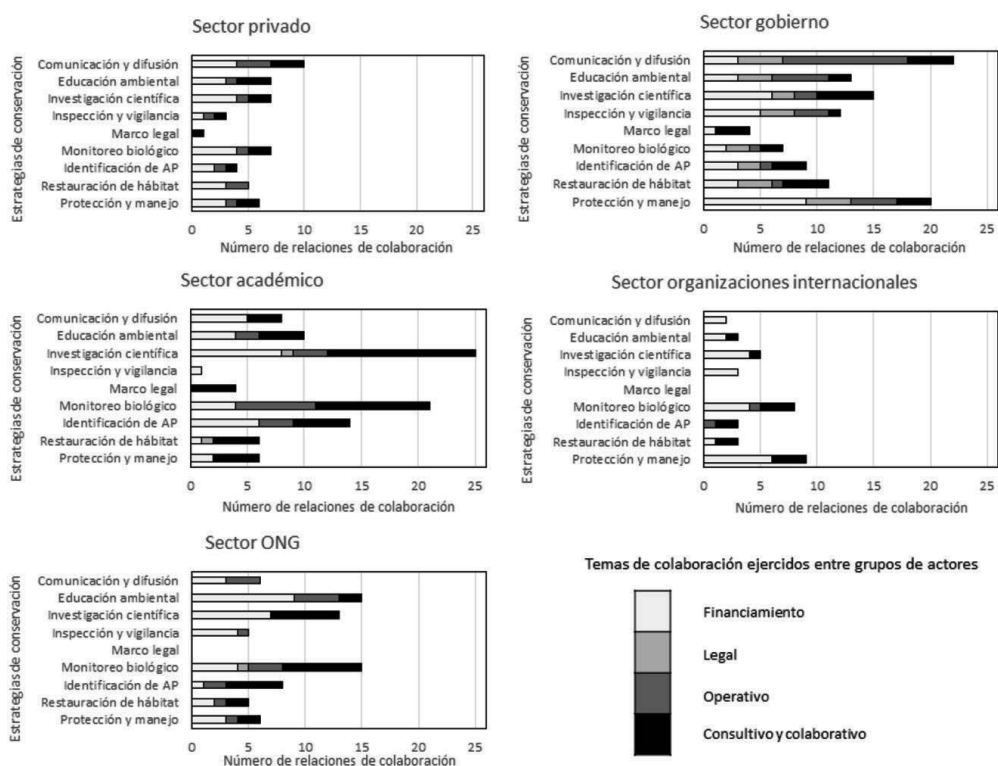 Sector privado
Estrategias de conservación
Comunicación y difusión
Educación ambiental
Investigación científica
Inspección y vigilancia
Marco legal
Monitoreo biológico
Identificación de AP
Restauración de hábitat
Protección y manejo
0 5 10 15 20 25
Número de relaciones de colaboración
Sector gobierno
Estrategias de conservación
Comunicación y difusión
Educación ambiental
Investigación científica
Inspección y vigilancia
Marco legal
Monitoreo biológico
Identificación de AP
Restauración de hábitat
Protección y manejo
0 5 10 15 20 25
Número de relaciones de colaboración
Sector académico
Estrategias de conservación
Comunicación y difusión
Educación ambiental
Investigación científica
Inspección y vigilancia
Marco legal
Monitoreo biológico
Identificación de AP
Restauración de hábitat
Protección y manejo
0 5 10 15 20 25
Número de relaciones de colaboración
Sector organizaciones internacionales
Estrategias de conservación
Comunicación y difusión
Educación ambiental
Investigación científica
Inspección y vigilancia
Marco legal
Monitoreo biológico
Identificación de AP
Restauración de hábitat
Protección y manejo
0 5 10 15 20 25
Número de relaciones de colaboración
Sector ONG
Estrategias de conservación
Comunicación y difusión
Educación ambiental
Investigación científica
Inspección y vigilancia
Marco legal
Monitoreo biológico
Identificación de AP
Restauración de hábitat
Protección y manejo
0 5 10 15 20 25
Número de relaciones de colaboración
Temas de colaboración ejercidos entre grupos de actores
Financiamiento
Legal
Operativo
Consultivo y colaborativo